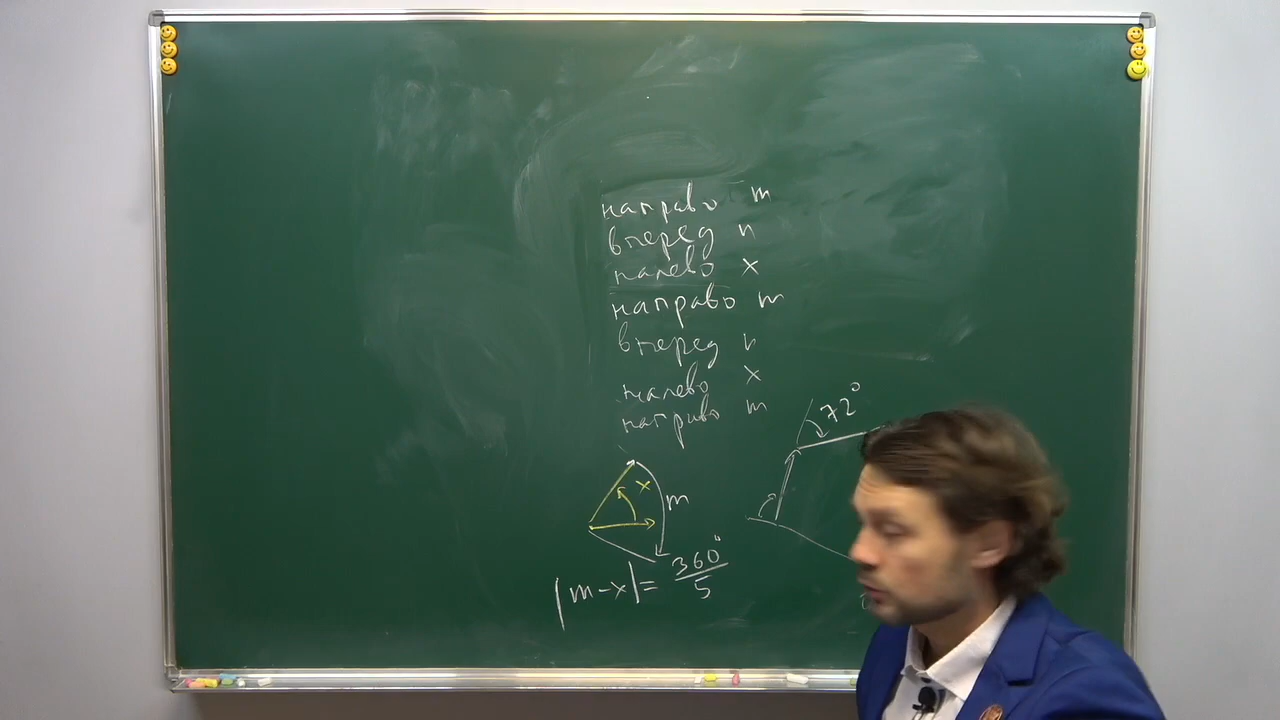 направо m
вперед n
налево x
направо m
вперед n
налево x
направо m
72°
x
m
|m-x|= 360°/5